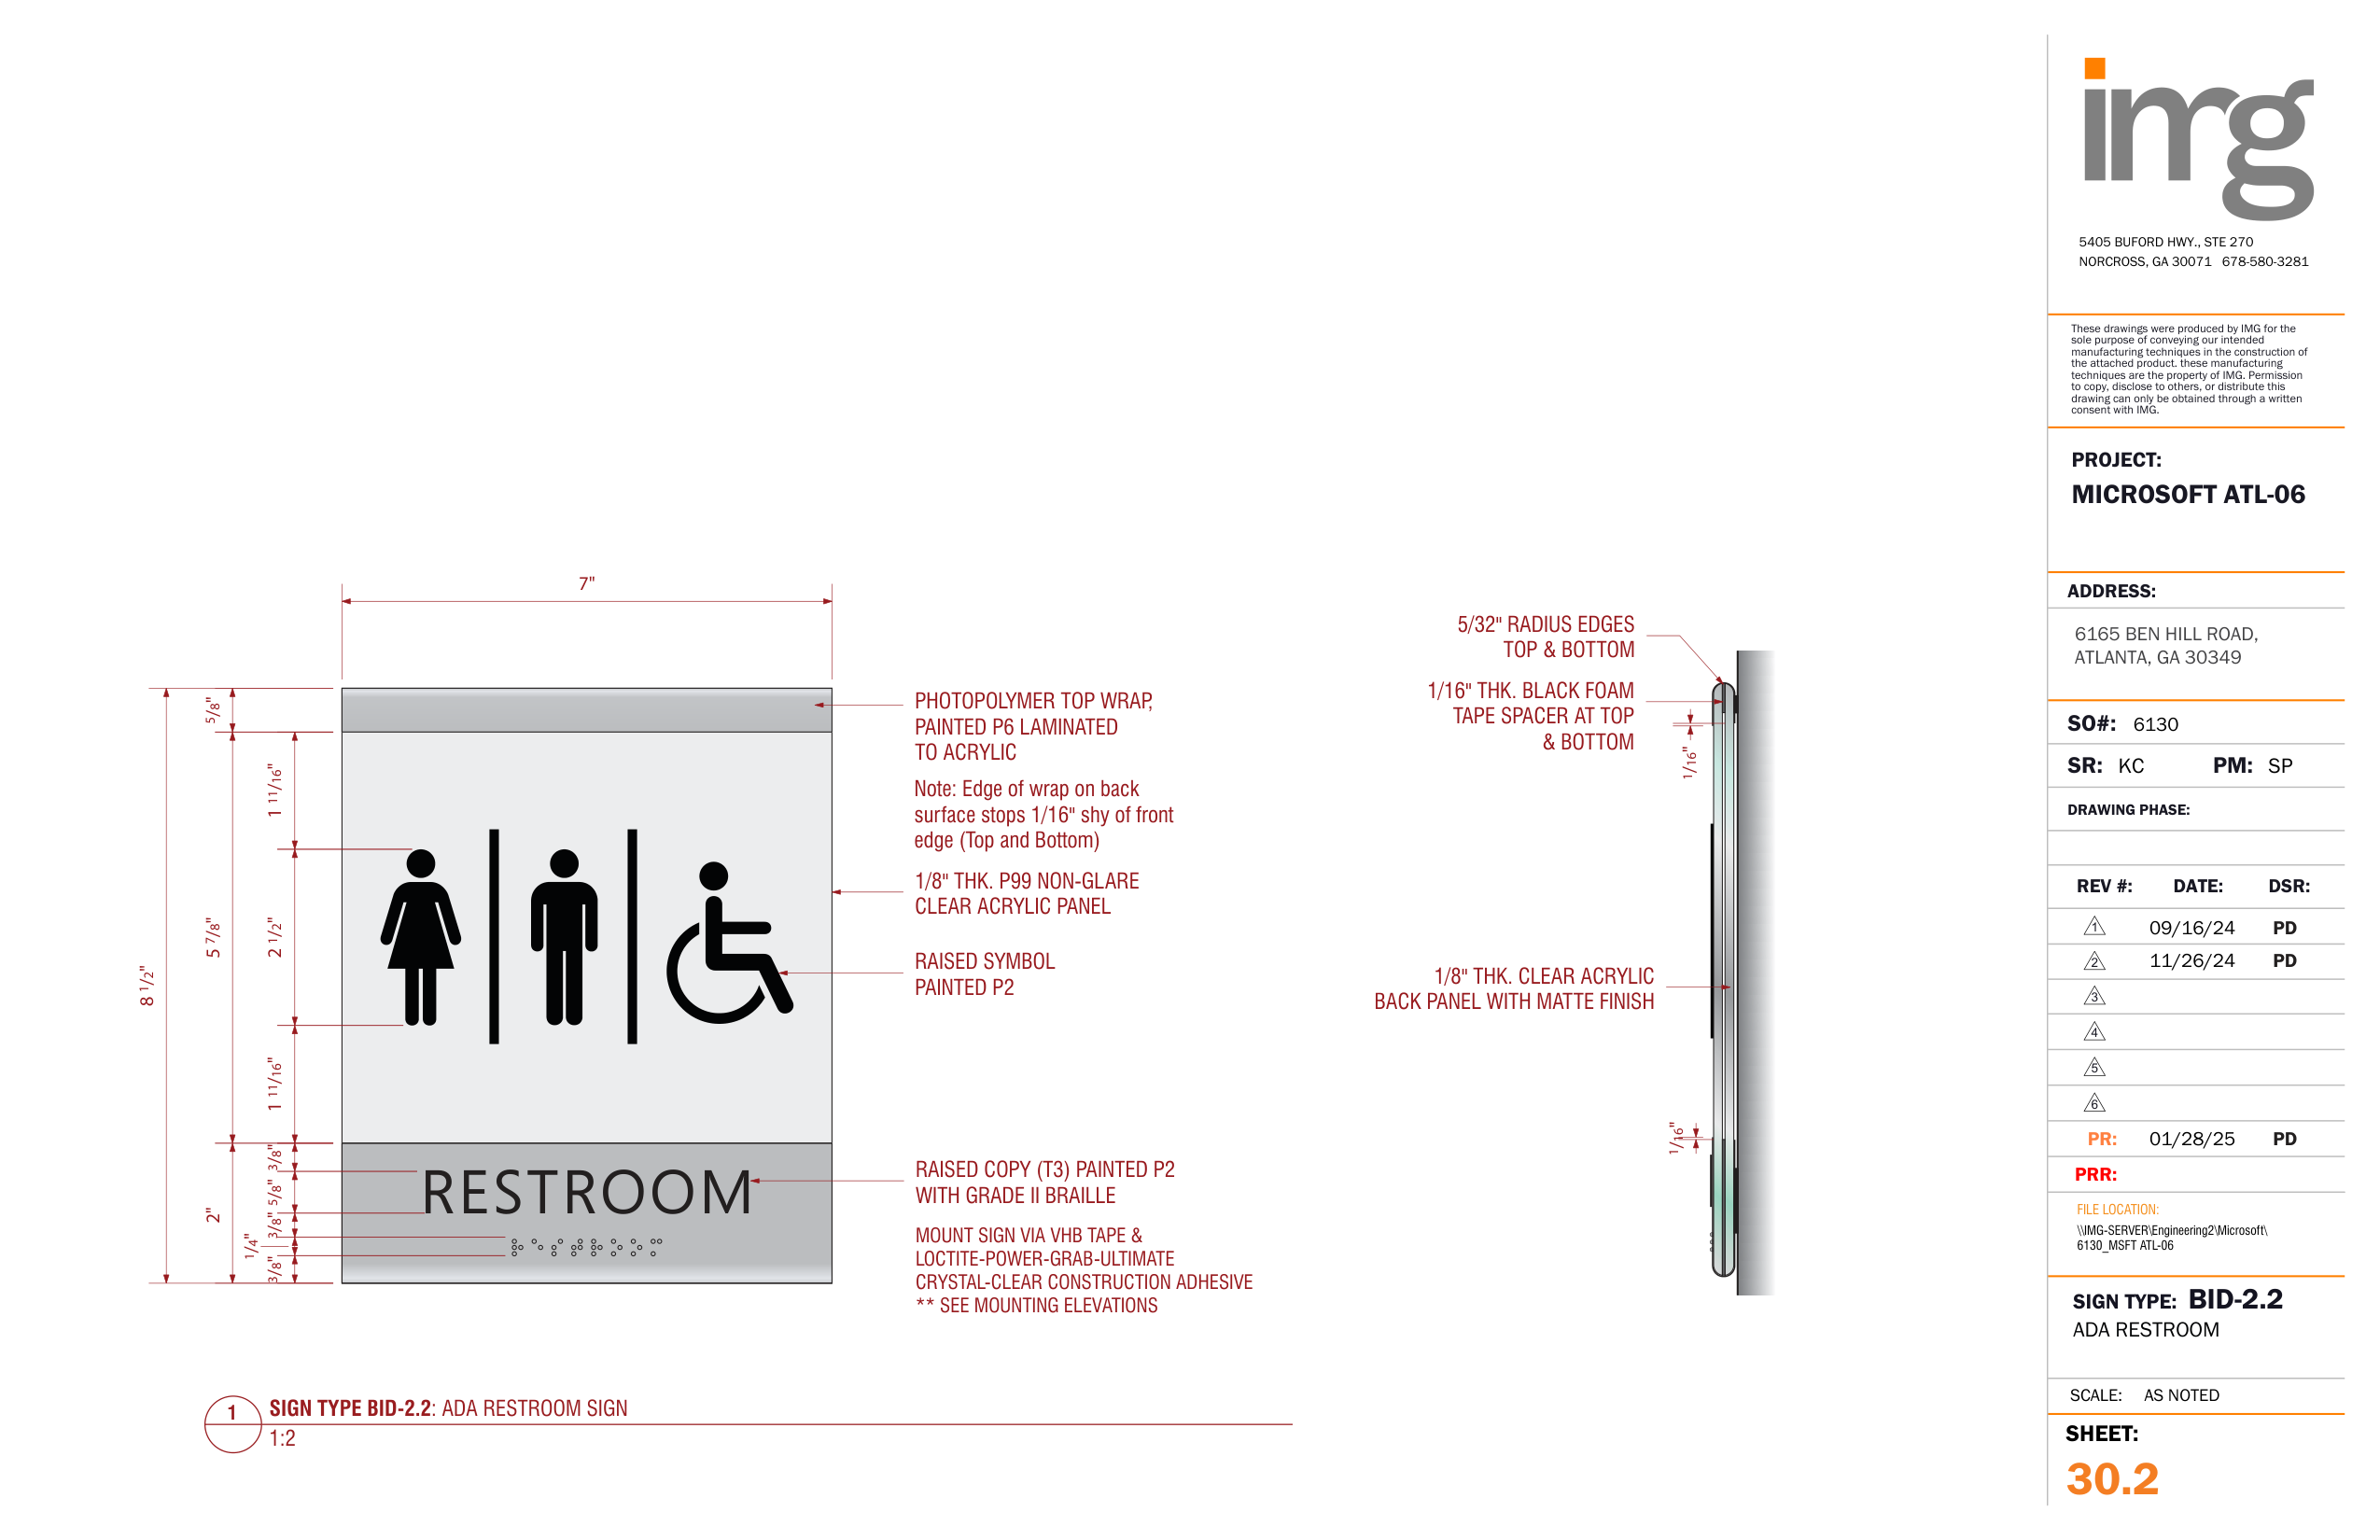 img
5405 BUFORD HWY., STE 270
NORCROSS, GA 30071 678-580-3281
These drawings were produced by IMG for the
sole purpose of conveying our intended
manufacturing techniques in the construction of
the attached product. these manufacturing
techniques are the property of IMG. Permission
to copy, disclose to others, or distribute this
drawing can only be obtained through a written
consent with IMG.
PROJECT:
MICROSOFT ATL-06
ADDRESS:
6165 BEN HILL ROAD,
ATLANTA, GA 30349
SO#: 6130
SR: KC PM: SP
DRAWING PHASE:
REV #: DATE: DSR:
1 09/16/24 PD
2 11/26/24 PD
3
4
5
6
PR: 01/28/25 PD
PRR:
FILE LOCATION:
\\IMG-SERVER\Engineering2\Microsoft\
6130_MSFT ATL-06
SIGN TYPE: BID-2.2
ADA RESTROOM
SCALE: AS NOTED
SHEET:
30.2
7"
8 1/2"
5/8"
5 7/8"
2"
1 11/16"
2 1/2"
1 11/16"
3/8"
5/8"
3/8"
1/4"
3/8"
RESTROOM
⠗⠑⠎⠞⠗⠕⠕⠍
PHOTOPOLYMER TOP WRAP,
PAINTED P6 LAMINATED
TO ACRYLIC
Note: Edge of wrap on back
surface stops 1/16" shy of front
edge (Top and Bottom)
1/8" THK. P99 NON-GLARE
CLEAR ACRYLIC PANEL
RAISED SYMBOL
PAINTED P2
RAISED COPY (T3) PAINTED P2
WITH GRADE II BRAILLE
MOUNT SIGN VIA VHB TAPE &
LOCTITE-POWER-GRAB-ULTIMATE
CRYSTAL-CLEAR CONSTRUCTION ADHESIVE
** SEE MOUNTING ELEVATIONS
5/32" RADIUS EDGES
TOP & BOTTOM
1/16" THK. BLACK FOAM
TAPE SPACER AT TOP
& BOTTOM
1/16"
1/8" THK. CLEAR ACRYLIC
BACK PANEL WITH MATTE FINISH
1/16"
1 SIGN TYPE BID-2.2: ADA RESTROOM SIGN
1:2